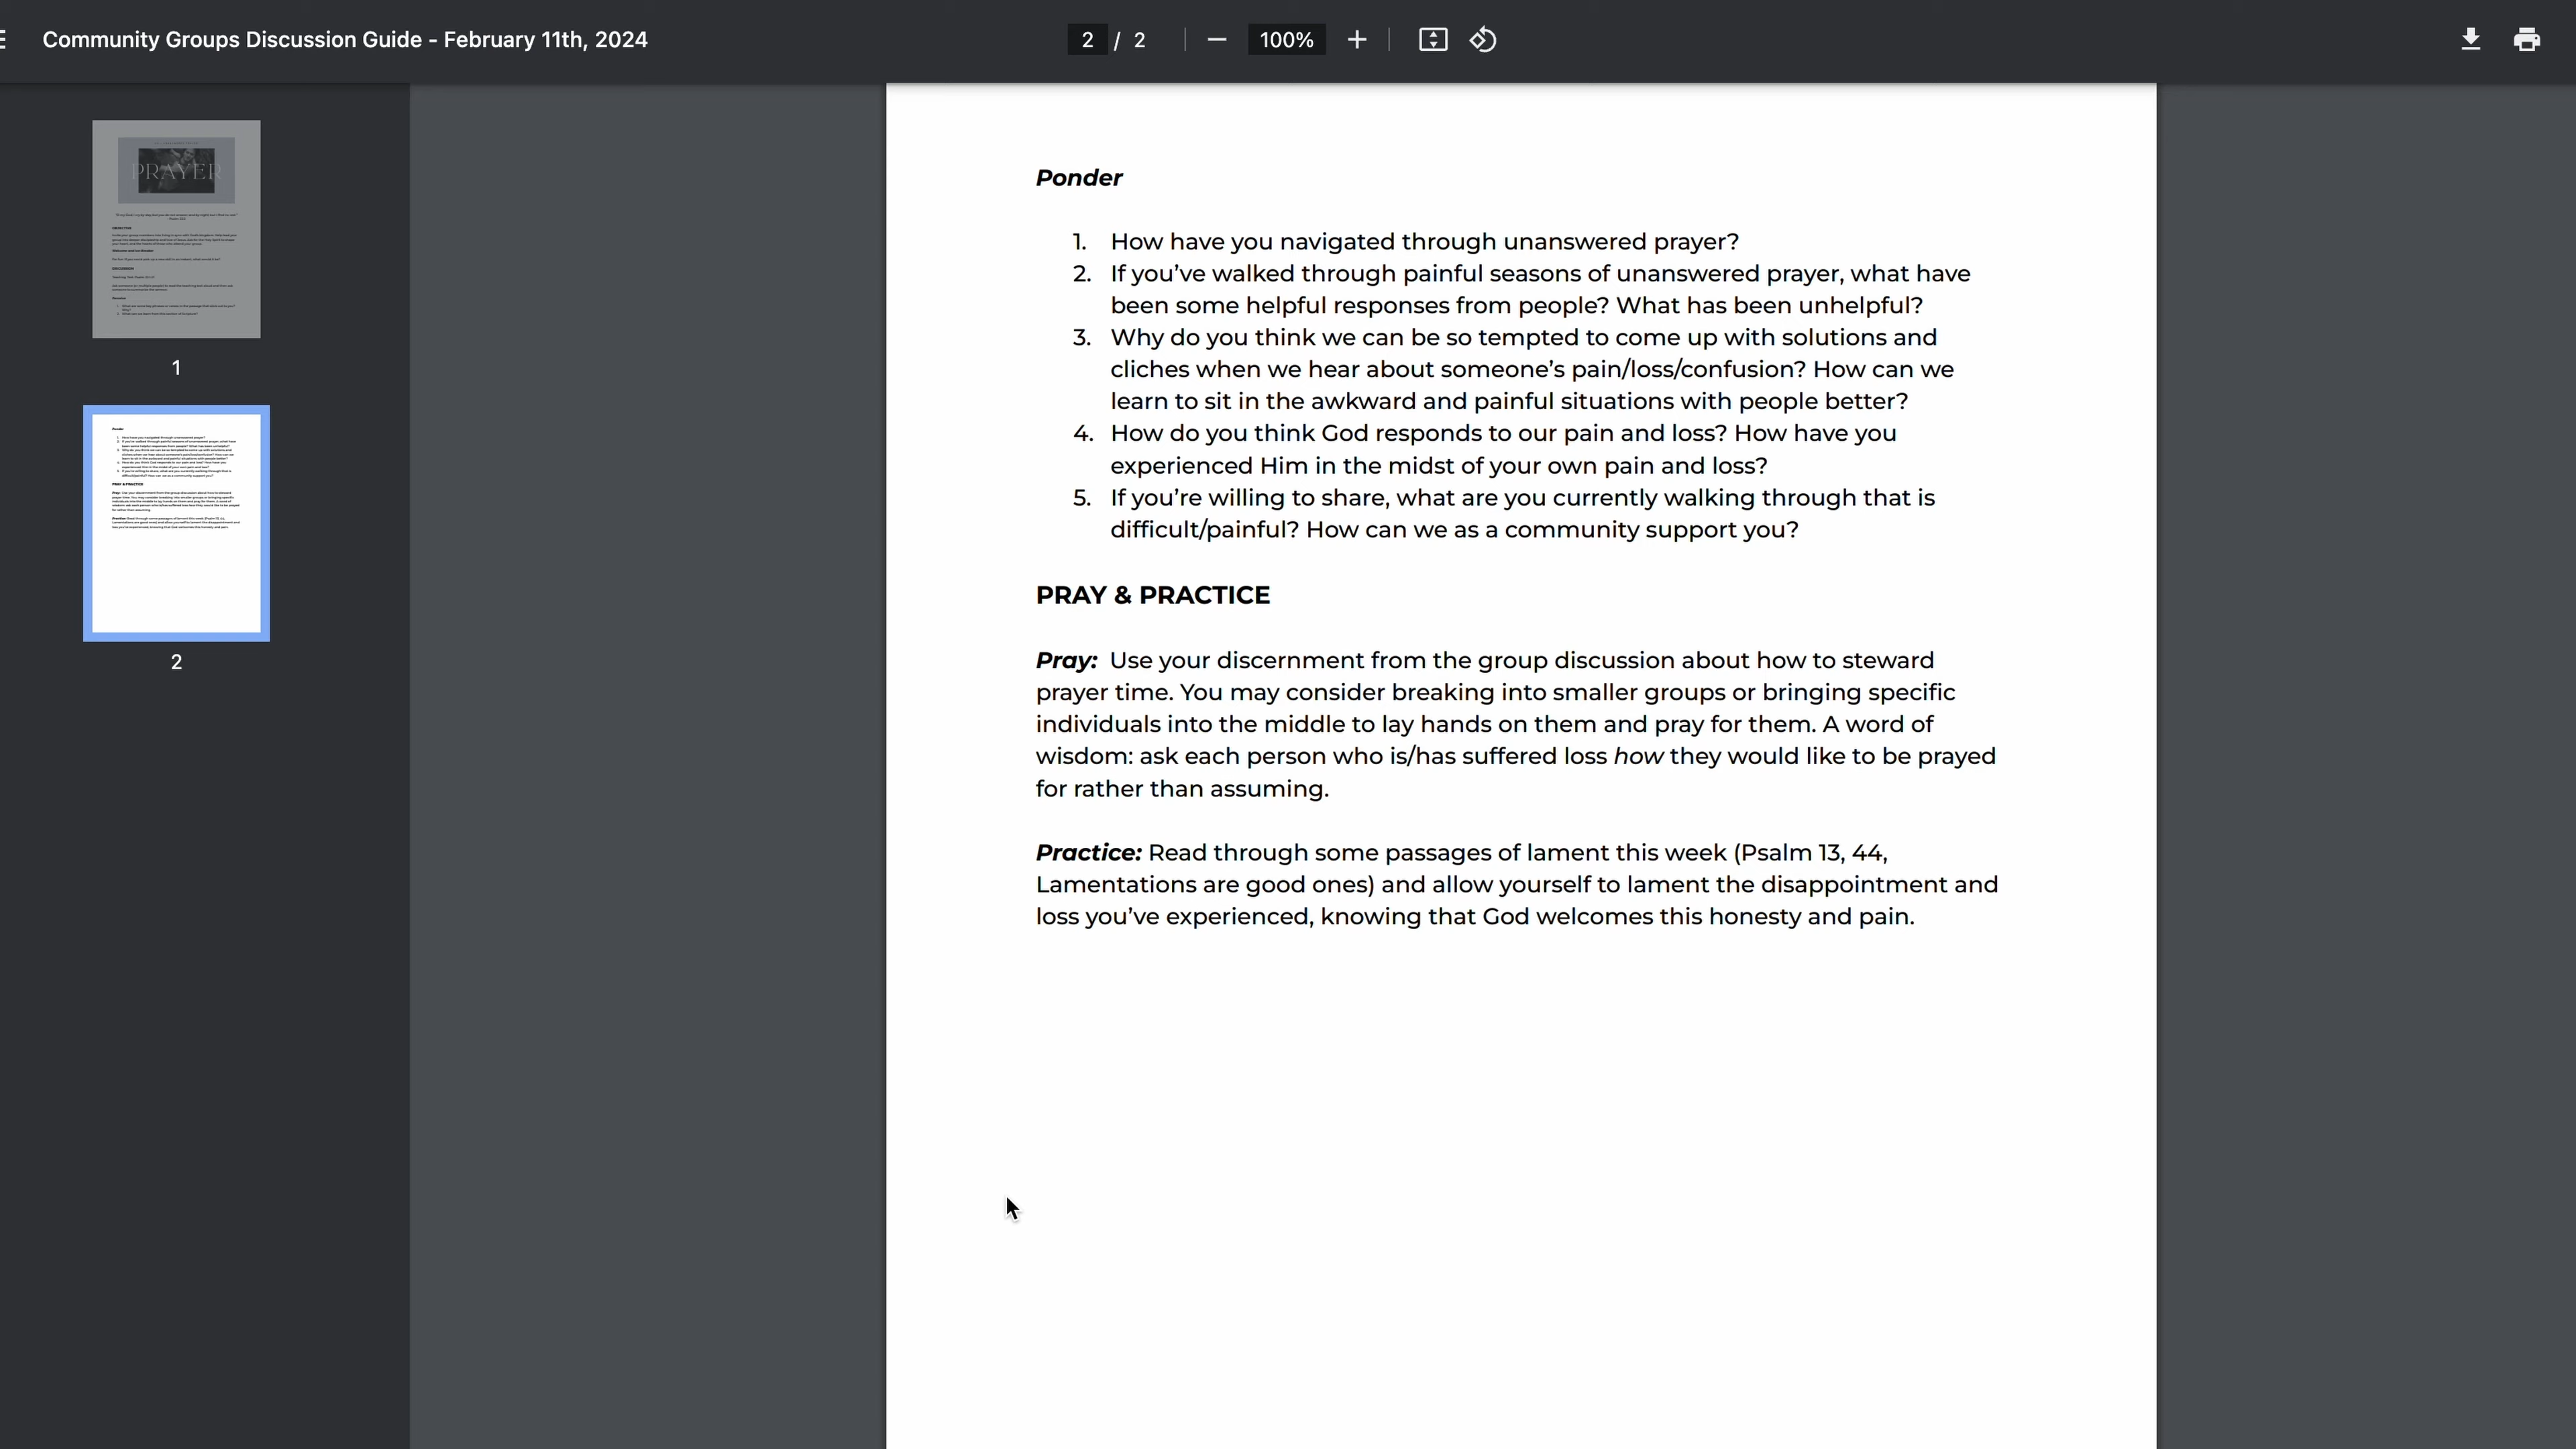 Community Groups Discussion Guide - February 11th, 2024
2 / 2
100%
PRAYER
1
2
Ponder
1. How have you navigated through unanswered prayer?
2. If you’ve walked through painful seasons of unanswered prayer, what have
been some helpful responses from people? What has been unhelpful?
3. Why do you think we can be so tempted to come up with solutions and
cliches when we hear about someone’s pain/loss/confusion? How can we
learn to sit in the awkward and painful situations with people better?
4. How do you think God responds to our pain and loss? How have you
experienced Him in the midst of your own pain and loss?
5. If you’re willing to share, what are you currently walking through that is
difficult/painful? How can we as a community support you?
PRAY & PRACTICE
Pray: Use your discernment from the group discussion about how to steward
prayer time. You may consider breaking into smaller groups or bringing specific
individuals into the middle to lay hands on them and pray for them. A word of
wisdom: ask each person who is/has suffered loss how they would like to be prayed
for rather than assuming.
Practice: Read through some passages of lament this week (Psalm 13, 44,
Lamentations are good ones) and allow yourself to lament the disappointment and
loss you’ve experienced, knowing that God welcomes this honesty and pain.